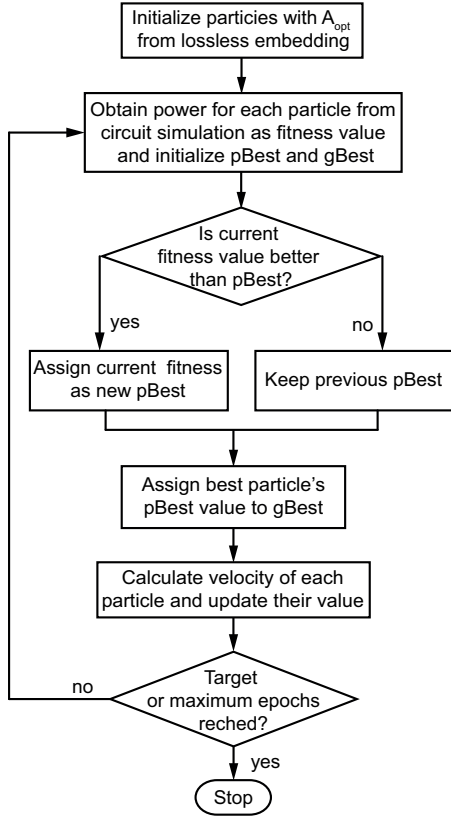 Initialize particies with Aopt
from lossless embedding
Obtain power for each particle from
circuit simulation as fitness value
and initialize pBest and gBest
Is current
fitness value better
than pBest?
yes
no
Assign current fitness
as new pBest
Keep previous pBest
Assign best particle's
pBest value to gBest
Calculate velocity of each
particle and update their value
Target
or maximum epochs
reched?
no
yes
Stop